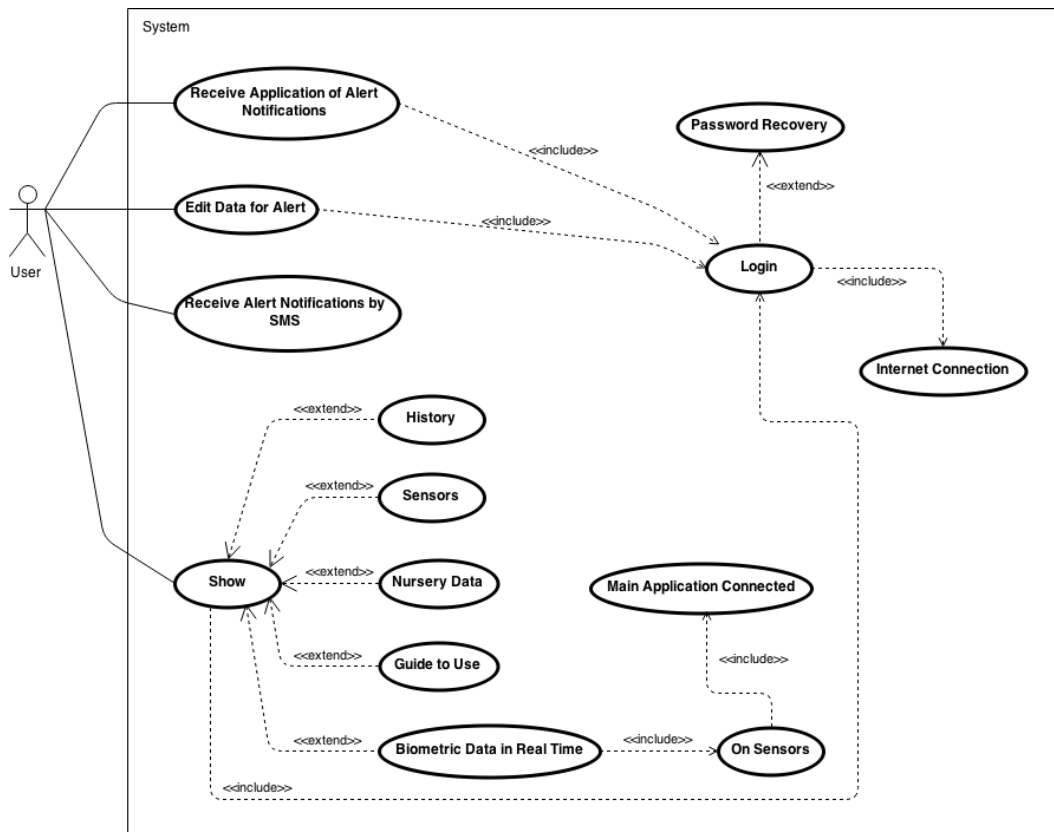 System
Receive Application of Alert
Notifications
Password Recovery
<<include>>
<<extend>>
Edit Data for Alert
<<include>>
User
Login
<<include>>
Receive Alert Notifications by
SMS
Internet Connection
<<extend>>
History
<<extend>>
Sensors
Show
<<extend>>
Nursery Data
Main Application Connected
<<extend>>
Guide to Use
<<include>>
<<extend>>
Biometric Data in Real Time
<<include>>
On Sensors
<<include>>